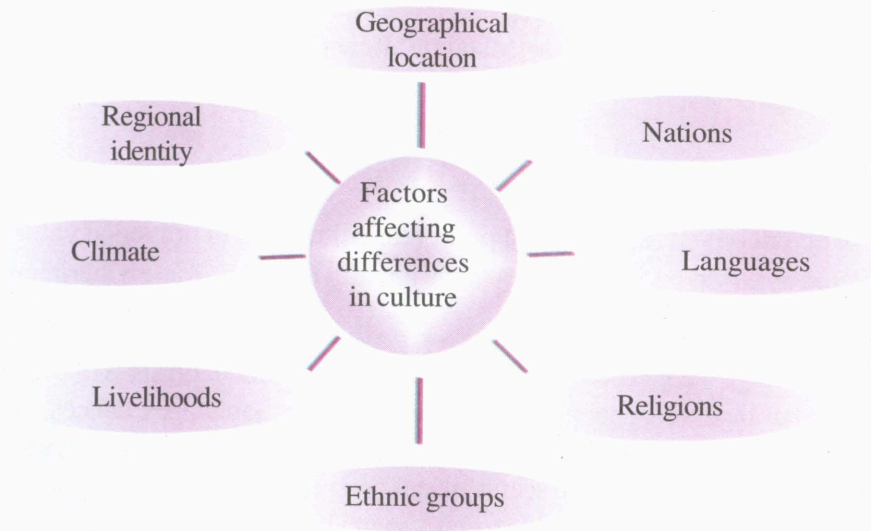 Geographical
location
Regional
identity
Nations
Factors
affecting
differences
in culture
Climate
Languages
Livelihoods
Religions
Ethnic groups